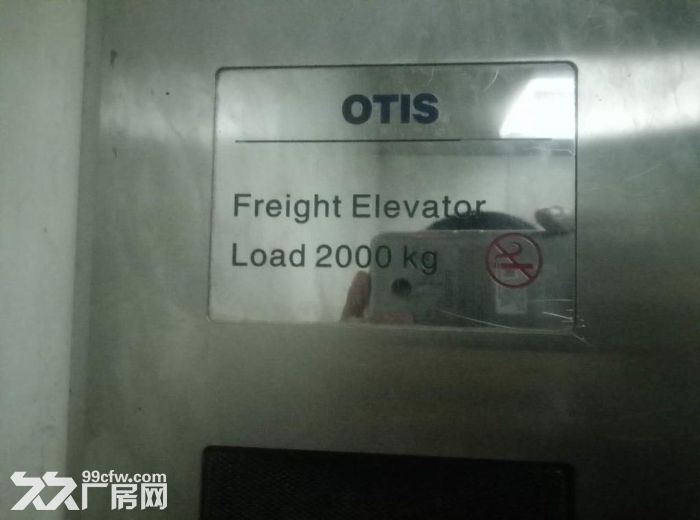 OTIS
Freight Elevator
Load 2000 kg
99cfw.com
厂房网